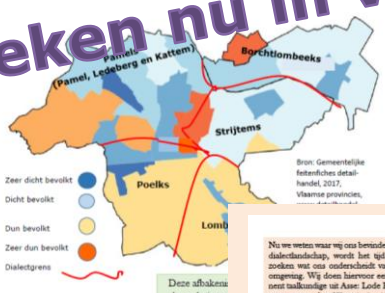 eken nu in
Pamels
(Pamel, Ledeberg en Kattem)
Borchtlombeeks
Strijtems
Bron: Gemeentelijke
feitenfiches detail-
handel, 2017,
Vlaamse provincies,
Zeer dicht bevolkt
Dicht bevolkt
Dun bevolkt
Zeer dun bevolkt
Dialectgrens
Poelks
Lomb
Deze afbakeni
Nu we weten waar wij ons bevinde
dialectlandschap, wordt het tijd
zoeken wat ons onderscheidt va
omgeving. Wij doen hiervoor ee
nent taalkundige uit Asse: Lode